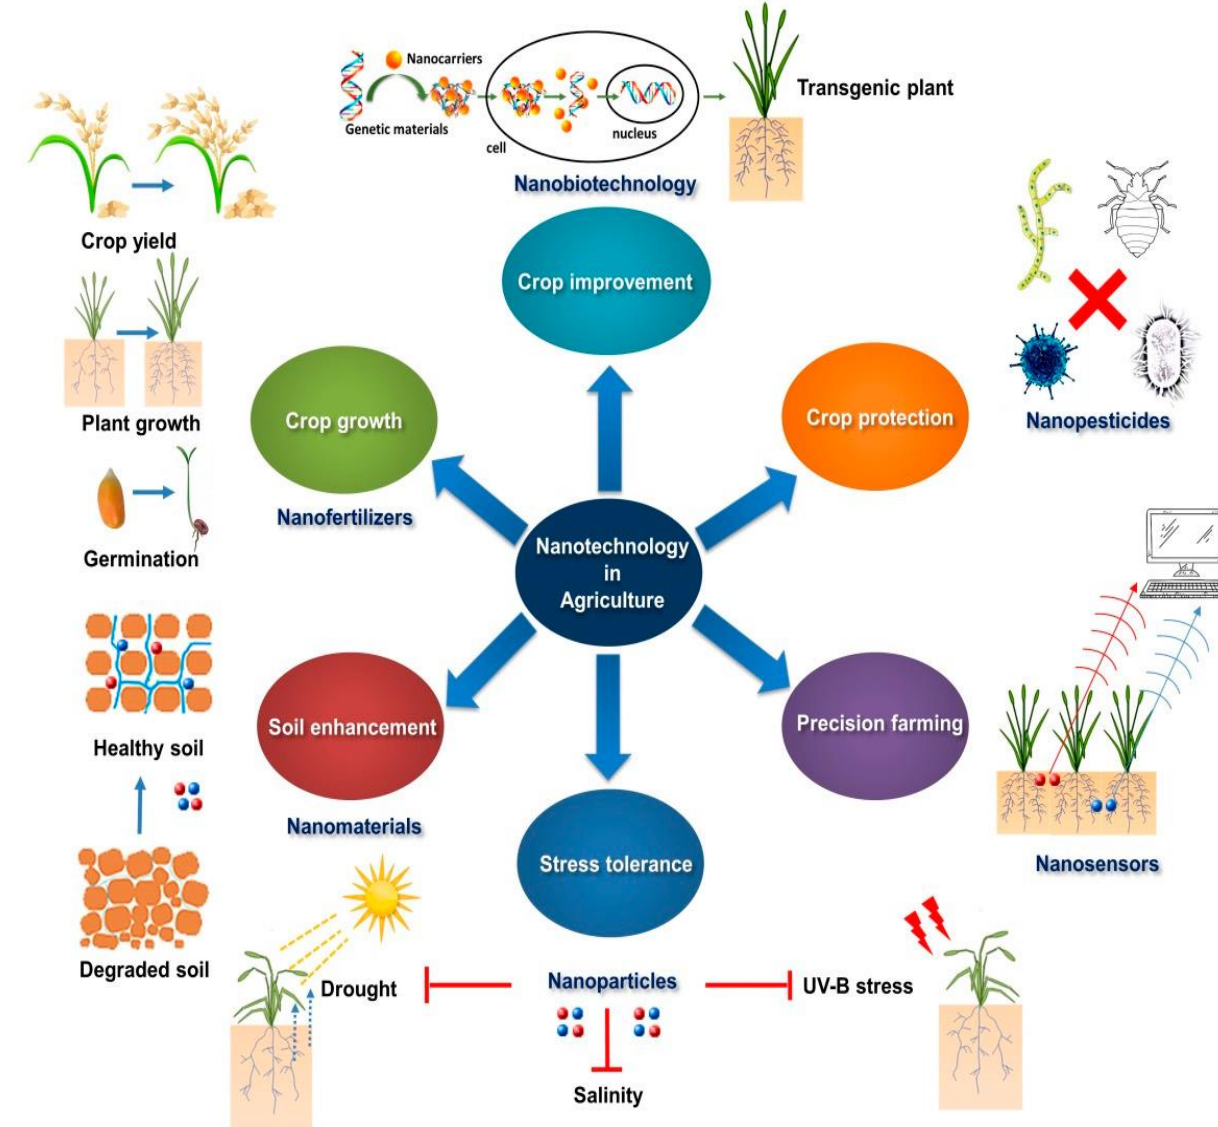 Nanocarriers
Genetic materials
cell
nucleus
Transgenic plant
Nanobiotechnology
Crop yield
Crop improvement
Plant growth
Crop growth
Crop protection
Nanopesticides
Nanofertilizers
Germination
Nanotechnology
in
Agriculture
Healthy soil
Soil enhancement
Precision farming
Nanomaterials
Stress tolerance
Nanosensors
Degraded soil
Drought
Nanoparticles
UV-B stress
Salinity